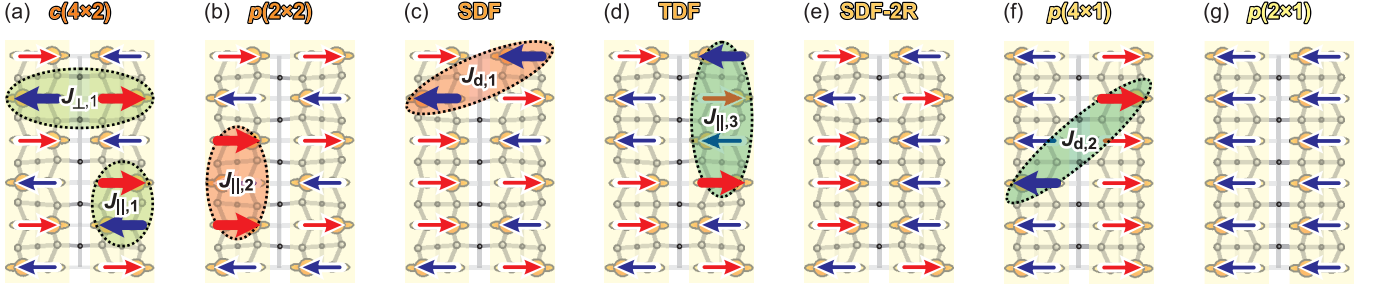 (a) c(4×2)
(b) p(2×2)
(c) SDF
(d) TDF
(e) SDF-2R
(f) p(4×1)
(g) p(2×1)
J⊥,1
J||,1
J||,2
Jd,1
J||,3
Jd,2